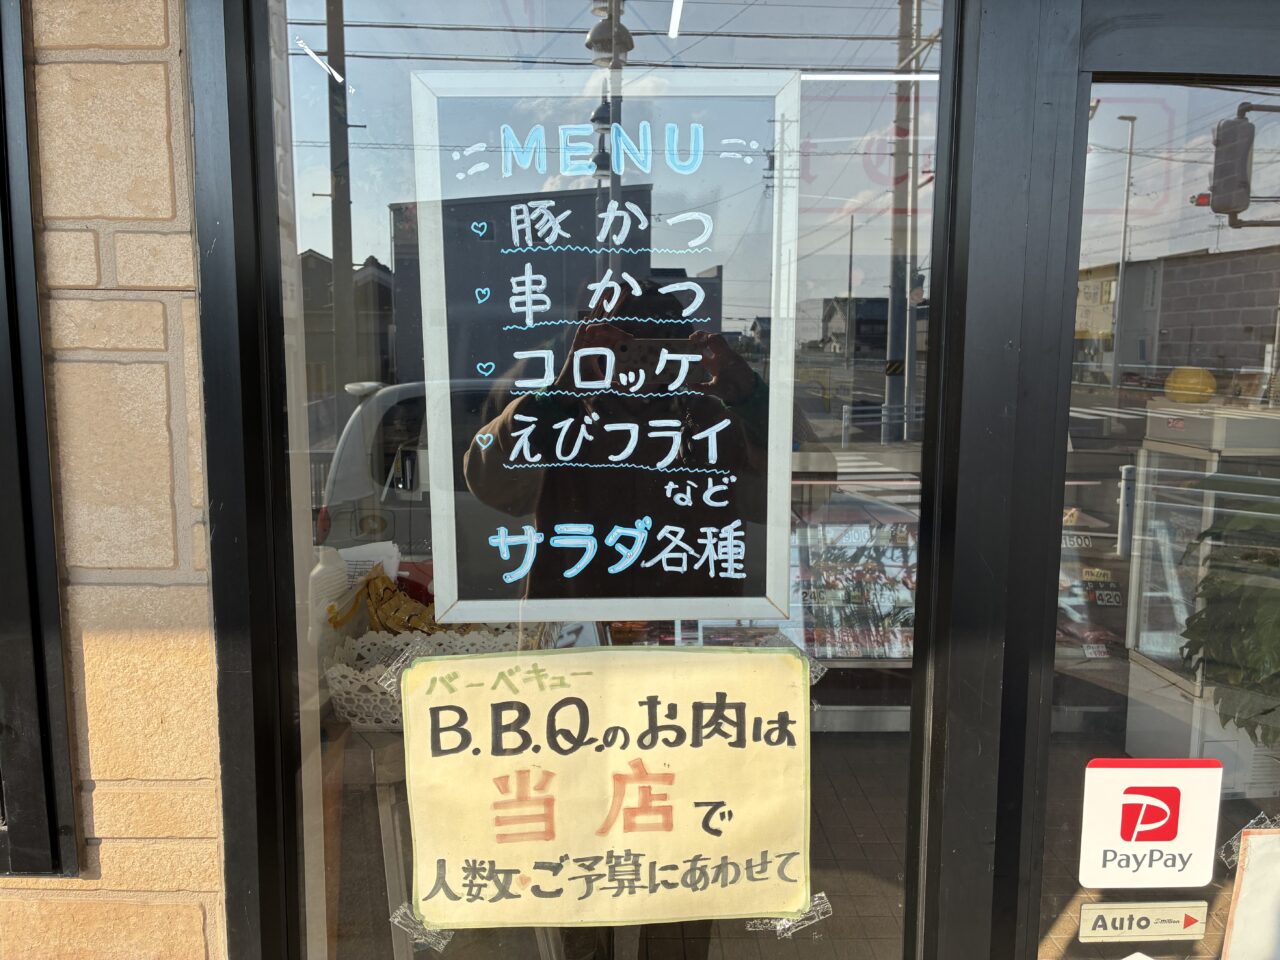 MENU
豚かつ
串かつ
コロッケ
えびフライ
など
サラダ各種
バーベキュー
B.B.Q.のお肉は
当店で
人数・ご予算にあわせて
PayPay
Auto
420